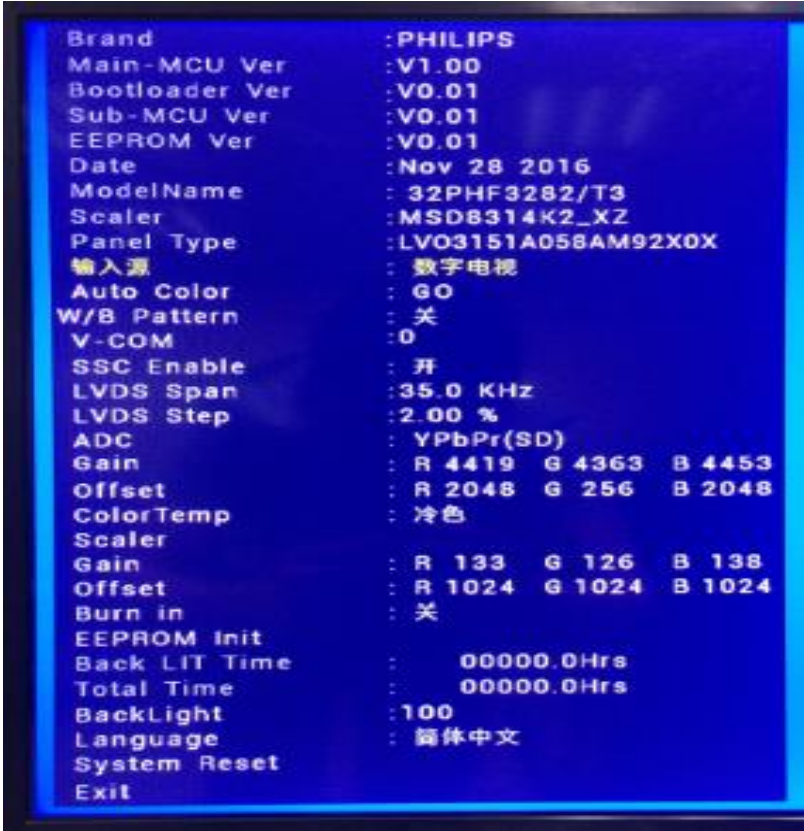 Brand :PHILIPS
Main-MCU Ver :V1.00
Bootloader Ver :V0.01
Sub-MCU Ver :V0.01
EEPROM Ver :V0.01
Date :Nov 28 2016
ModelName : 32PHF3282/T3
Scaler :MSD8314K2_XZ
Panel Type :LVO3151A058AM92X0X
输入源 : 数字电视
Auto Color : GO
W/B Pattern : 关
V-COM :0
SSC Enable : 开
LVDS Span :35.0 KHz
LVDS Step :2.00 %
ADC : YPbPr(SD)
Gain : R 4419 G 4363 B 4453
Offset : R 2048 G 256 B 2048
ColorTemp : 冷色
Scaler
Gain : R 133 G 126 B 138
Offset : R 1024 G 1024 B 1024
Burn in : 关
EEPROM Init
Back LIT Time : 00000.0Hrs
Total Time : 00000.0Hrs
BackLight :100
Language : 简体中文
System Reset
Exit